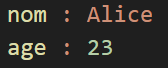 nom : Alice
age : 23